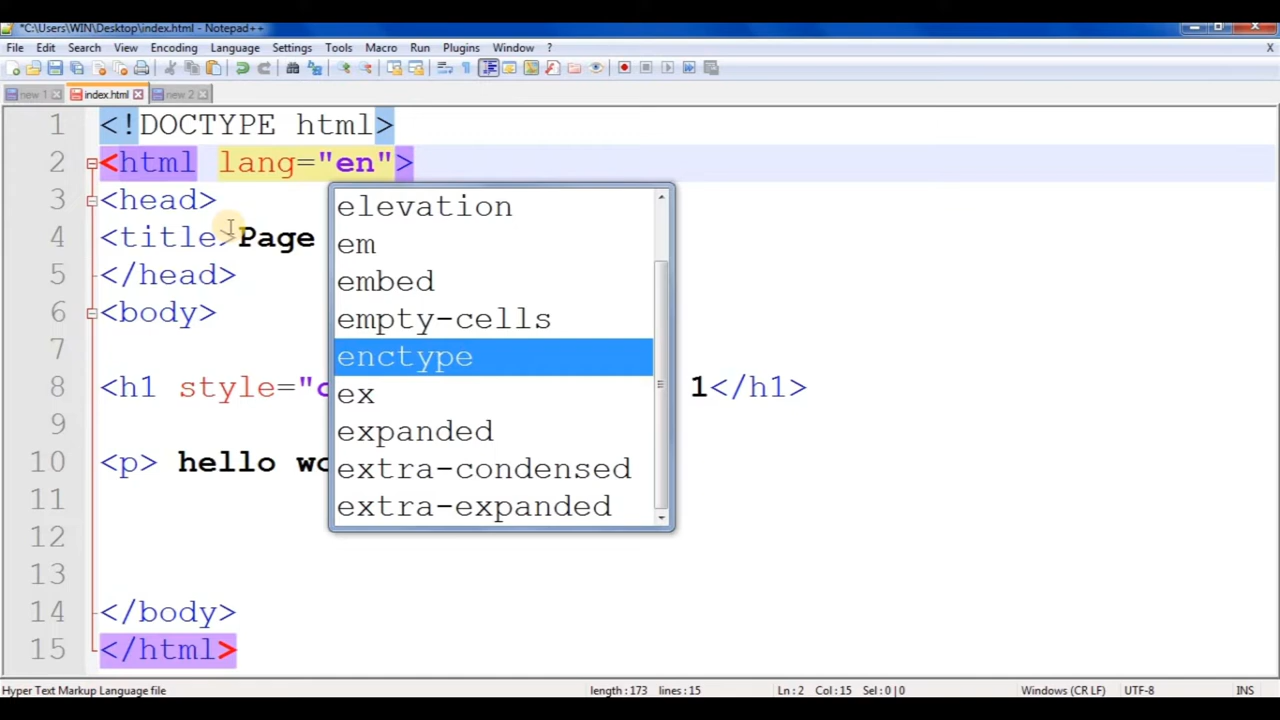 *C:\Users\WIN\Desktop\index.html - Notepad++
File Edit Search View Encoding Language Settings Tools Macro Run Plugins Window ? X
new 1 index.html new 2
1 <!DOCTYPE html>
2 <html lang="en">
3 <head>
4 <title>Page
5 </head>
6 <body>
7
8 <h1 style=" 1</h1>
9
10 <p> hello
11
12
13
14 </body>
15 </html>
elevation
em
embed
empty-cells
enctype
ex
expanded
extra-condensed
extra-expanded
Hyper Text Markup Language file length : 173 lines : 15 Ln : 2 Col : 15 Sel : 0 | 0 Windows (CR LF) UTF-8 INS